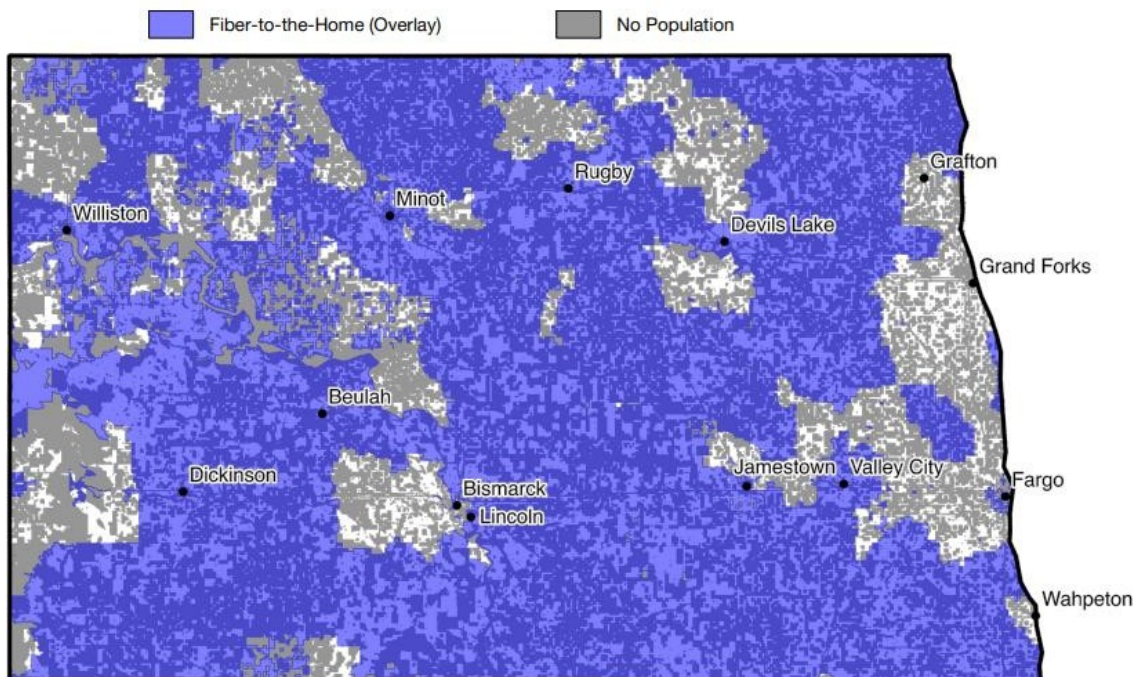 Fiber-to-the-Home (Overlay)
No Population
Grafton
Rugby
Minot
Williston
Devils Lake
Grand Forks
Beulah
Dickinson
Jamestown
Valley City
Fargo
Bismarck
Lincoln
Wahpeton